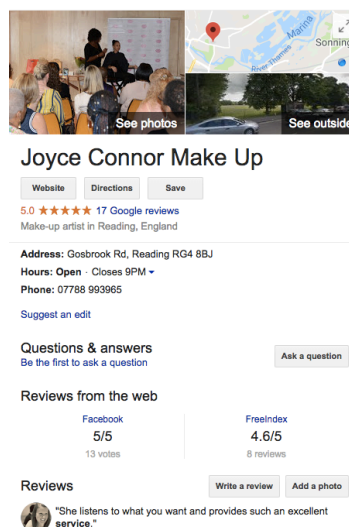 Marina
Sonning
River Thames
See photos
See outside
Joyce Connor Make Up
Website Directions Save
5.0 ★★★★★ 17 Google reviews
Make-up artist in Reading, England
Address: Gosbrook Rd, Reading RG4 8BJ
Hours: Open · Closes 9PM
Phone: 07788 993965
Suggest an edit
Questions & answers
Be the first to ask a question
Ask a question
Reviews from the web
Facebook FreeIndex
5/5 4.6/5
13 votes 8 reviews
Reviews
Write a review Add a photo
"She listens to what you want and provides such an excellent
service."